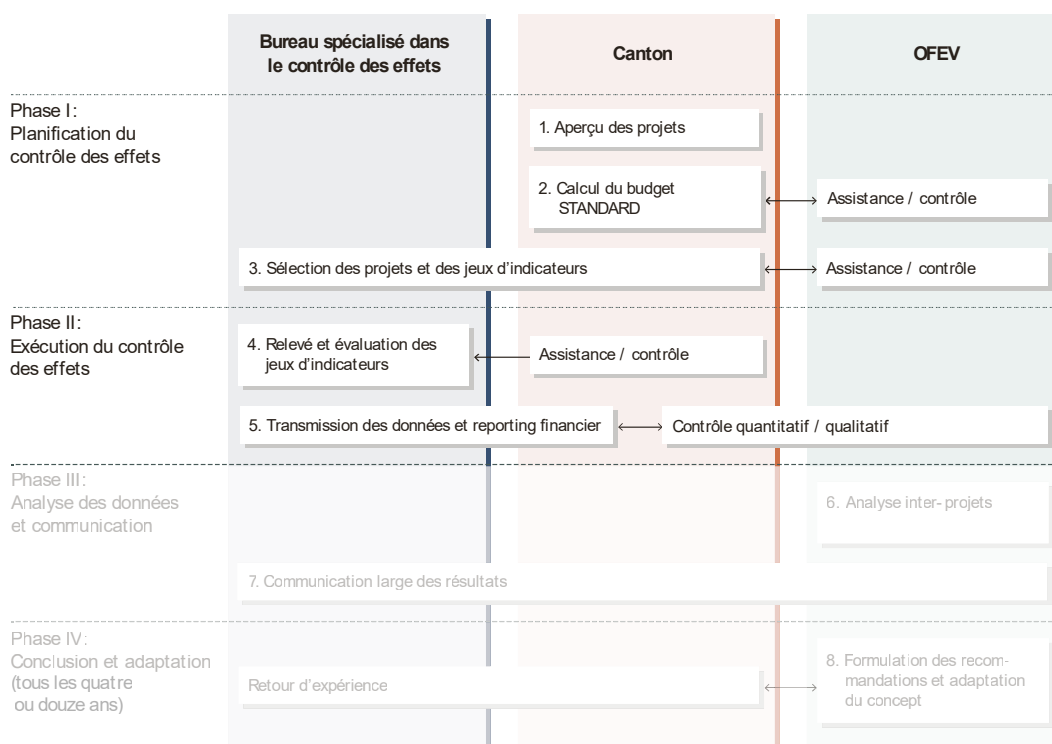 Bureau spécialisé dans
le contrôle des effets
Canton
OFEV
Phase I:
Planification du
contrôle des effets
1. Aperçu des projets
2. Calcul du budget
STANDARD
Assistance / contrôle
3. Sélection des projets et des jeux d'indicateurs
Assistance / contrôle
Phase II:
Exécution du contrôle
des effets
4. Relevé et évaluation des
jeux d'indicateurs
Assistance / contrôle
5. Transmission des données et reporting financier
Contrôle quantitatif / qualitatif
Phase III:
Analyse des données
et communication
6. Analyse inter-projets
7. Communication large des résultats
Phase IV:
Conclusion et adaptation
(tous les quatre
ou douze ans)
Retour d'expérience
8. Formulation des recom-
mandations et adaptation
du concept